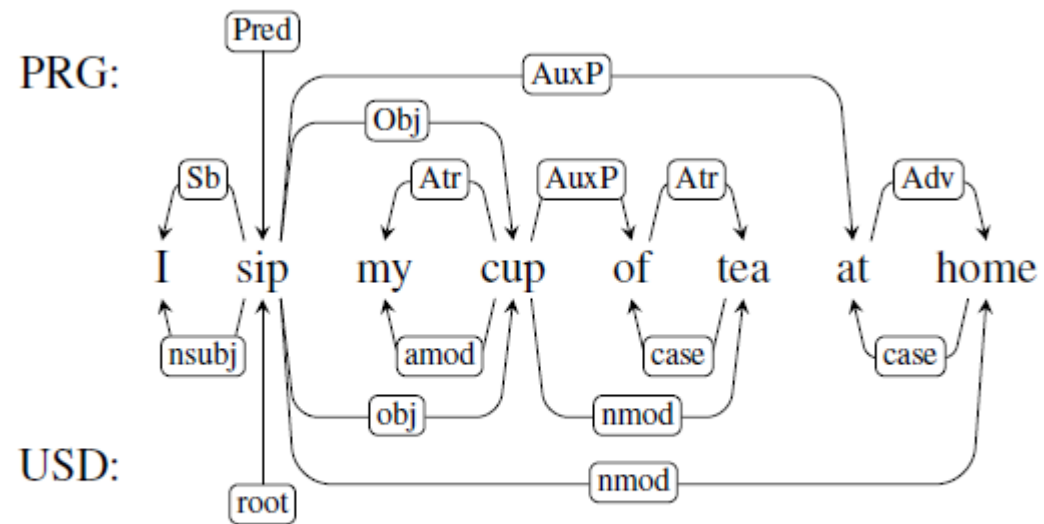 Pred
PRG: AuxP
Obj
Sb Atr AuxP Atr Adv
I sip my cup of tea at home
nsubj amod case case
obj nmod
USD: nmod
root